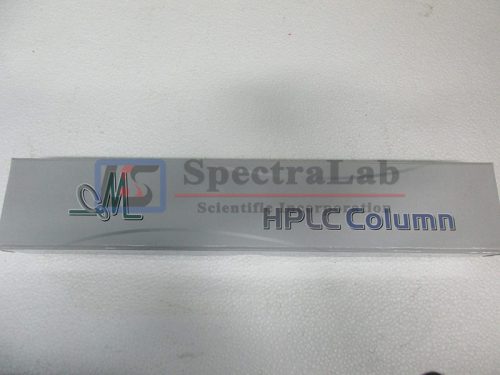 SpectraLab
Scientific Incorporation
HPLC Column